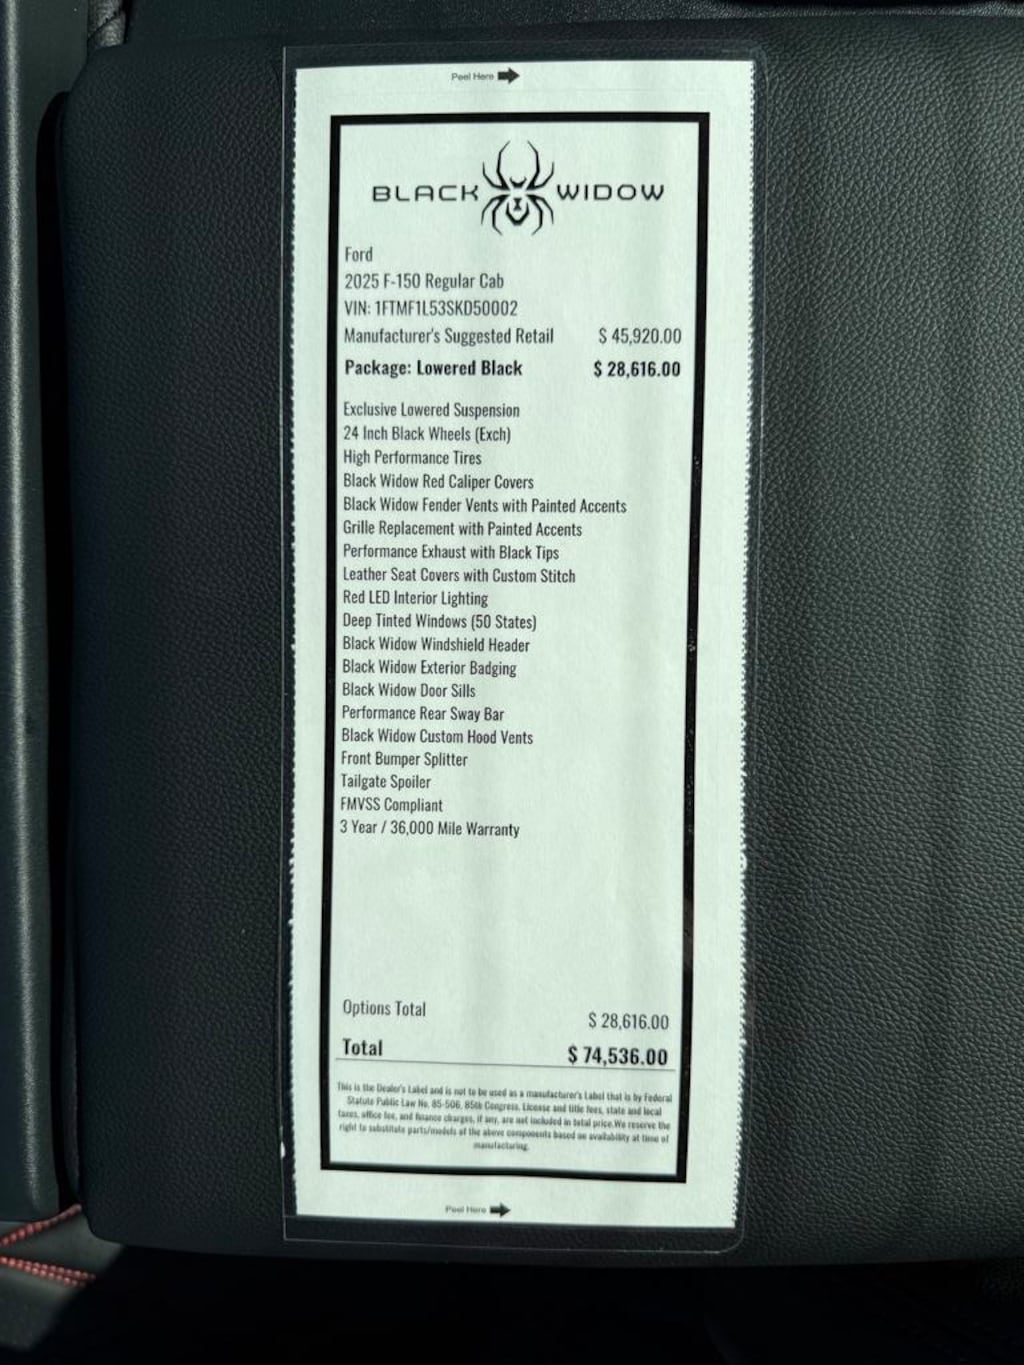 Peel Here
BLACK WIDOW
Ford
2025 F-150 Regular Cab
VIN: 1FTMF1L53SKD50002
Manufacturer's Suggested Retail $ 45,920.00
Package: Lowered Black $ 28,616.00
Exclusive Lowered Suspension
24 Inch Black Wheels (Exch)
High Performance Tires
Black Widow Red Caliper Covers
Black Widow Fender Vents with Painted Accents
Grille Replacement with Painted Accents
Performance Exhaust with Black Tips
Leather Seat Covers with Custom Stitch
Red LED Interior Lighting
Deep Tinted Windows (50 States)
Black Widow Windshield Header
Black Widow Exterior Badging
Black Widow Door Sills
Performance Rear Sway Bar
Black Widow Custom Hood Vents
Front Bumper Splitter
Tailgate Spoiler
FMVSS Compliant
3 Year / 36,000 Mile Warranty
Options Total $ 28,616.00
Total $ 74,536.00
This is the Dealer's Label and is not to be used as a manufacturer's Label that is by Federal
Statute Public Law No. 85-506, 85th Congress. License and title fees, state and local
taxes, office fee, and finance charges, if any, are not included in total price.We reserve the
right to substitute parts/models of the above components based on availability at time of
manufacturing.
Peel Here